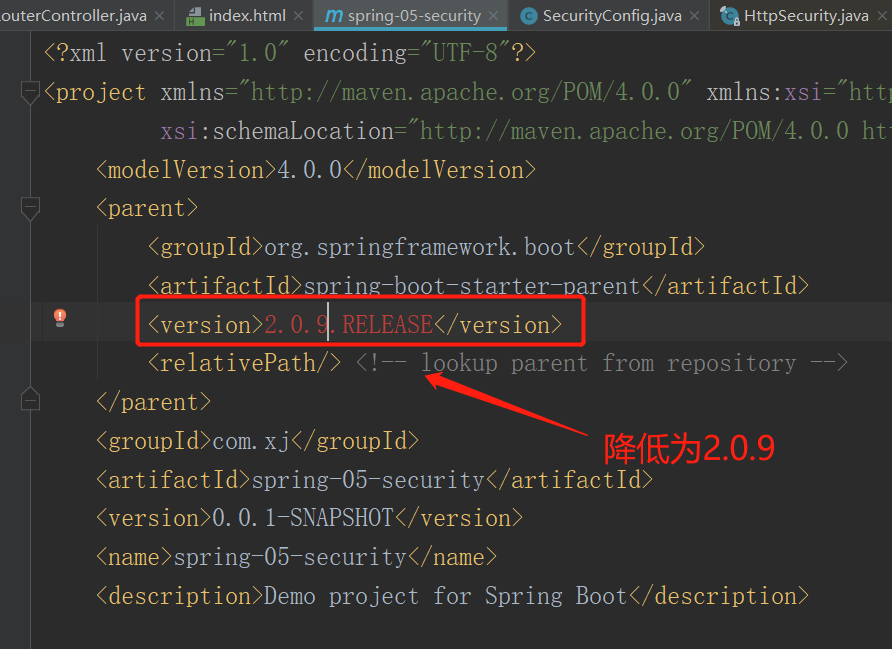 outerController.java × index.html × m spring-05-security × C SecurityConfig.java × HttpSecurity.java ×
<?xml version="1.0" encoding="UTF-8"?>
<project xmlns="http://maven.apache.org/POM/4.0.0" xmlns:xsi="http
xsi:schemaLocation="http://maven.apache.org/POM/4.0.0 ht
<modelVersion>4.0.0</modelVersion>
<parent>
<groupId>org.springframework.boot</groupId>
<artifactId>spring-boot-starter-parent</artifactId>
<version>2.0.9.RELEASE</version>
<relativePath/> <!-- lookup parent from repository -->
</parent>
降低为2.0.9
<groupId>com.xj</groupId>
<artifactId>spring-05-security</artifactId>
<version>0.0.1-SNAPSHOT</version>
<name>spring-05-security</name>
<description>Demo project for Spring Boot</description>